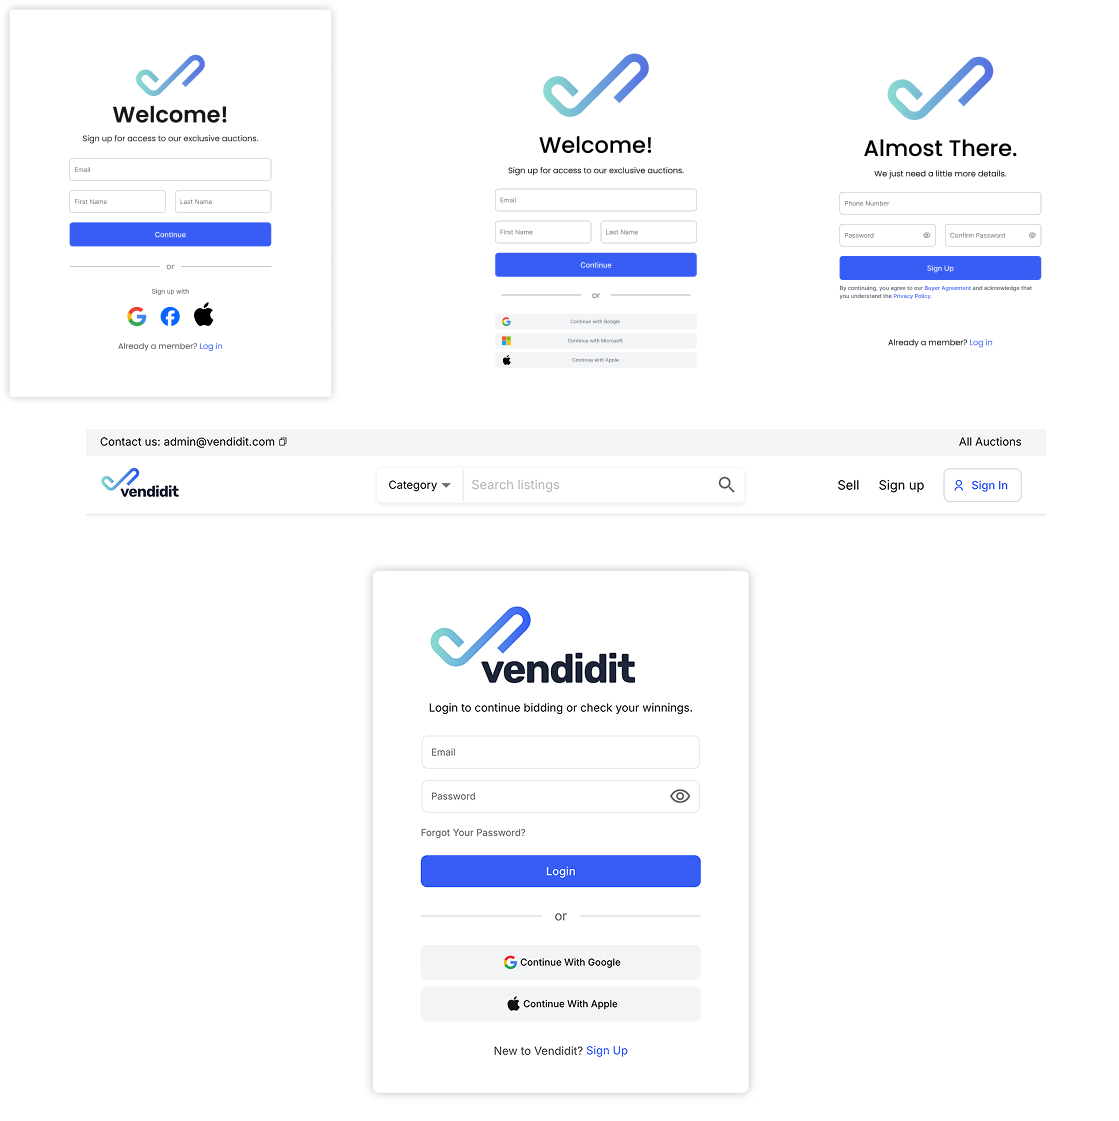 Welcome!
Sign up for access to our exclusive auctions.
Email
First Name
Last Name
Continue
or
Sign up with
Already a member? Log in
Welcome!
Sign up for access to our exclusive auctions.
Email
First Name
Last Name
Continue
or
Continue with Google
Continue with Microsoft
Continue with Apple
Almost There.
We just need a little more details.
Phone Number
Password
Confirm Password
Sign Up
By continuing, you agree to our Buyer Agreement and acknowledge that
you understand the Privacy Policy.
Already a member? Log in
Contact us: admin@vendidit.com
All Auctions
vendidit
Category
Search listings
Sell
Sign up
Sign In
vendidit
Login to continue bidding or check your winnings.
Email
Password
Forgot Your Password?
Login
or
Continue With Google
Continue With Apple
New to Vendidit? Sign Up